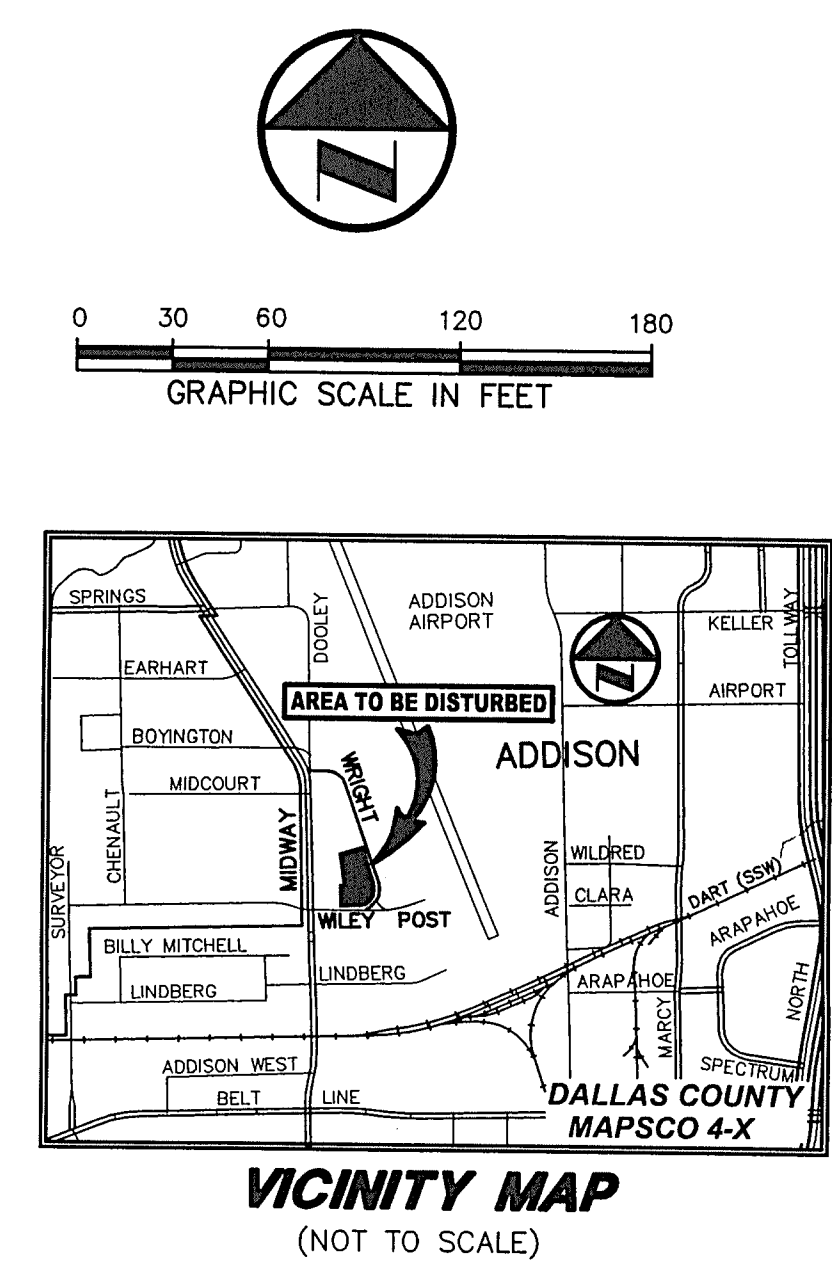 N
0 30 60 120 180
GRAPHIC SCALE IN FEET
SPRINGS
DOOLEY
ADDISON
AIRPORT
KELLER
TOLLWAY
EARHART
N
AIRPORT
AREA TO BE DISTURBED
BOYINGTON
ADDISON
WRIGHT
MIDCOURT
CHENAULT
MIDWAY
SURVEYOR
ADDISON
WILDRED
CLARA
DART (SSW)
WILEY POST
ARAPAHOE
BILLY MITCHELL
LINDBERG
LINDBERG
ARAPAHOE
MARCY
NORTH
ADDISON WEST
SPECTRUM
BELT LINE
DALLAS COUNTY
MAPSCO 4-X
VICINITY MAP
(NOT TO SCALE)